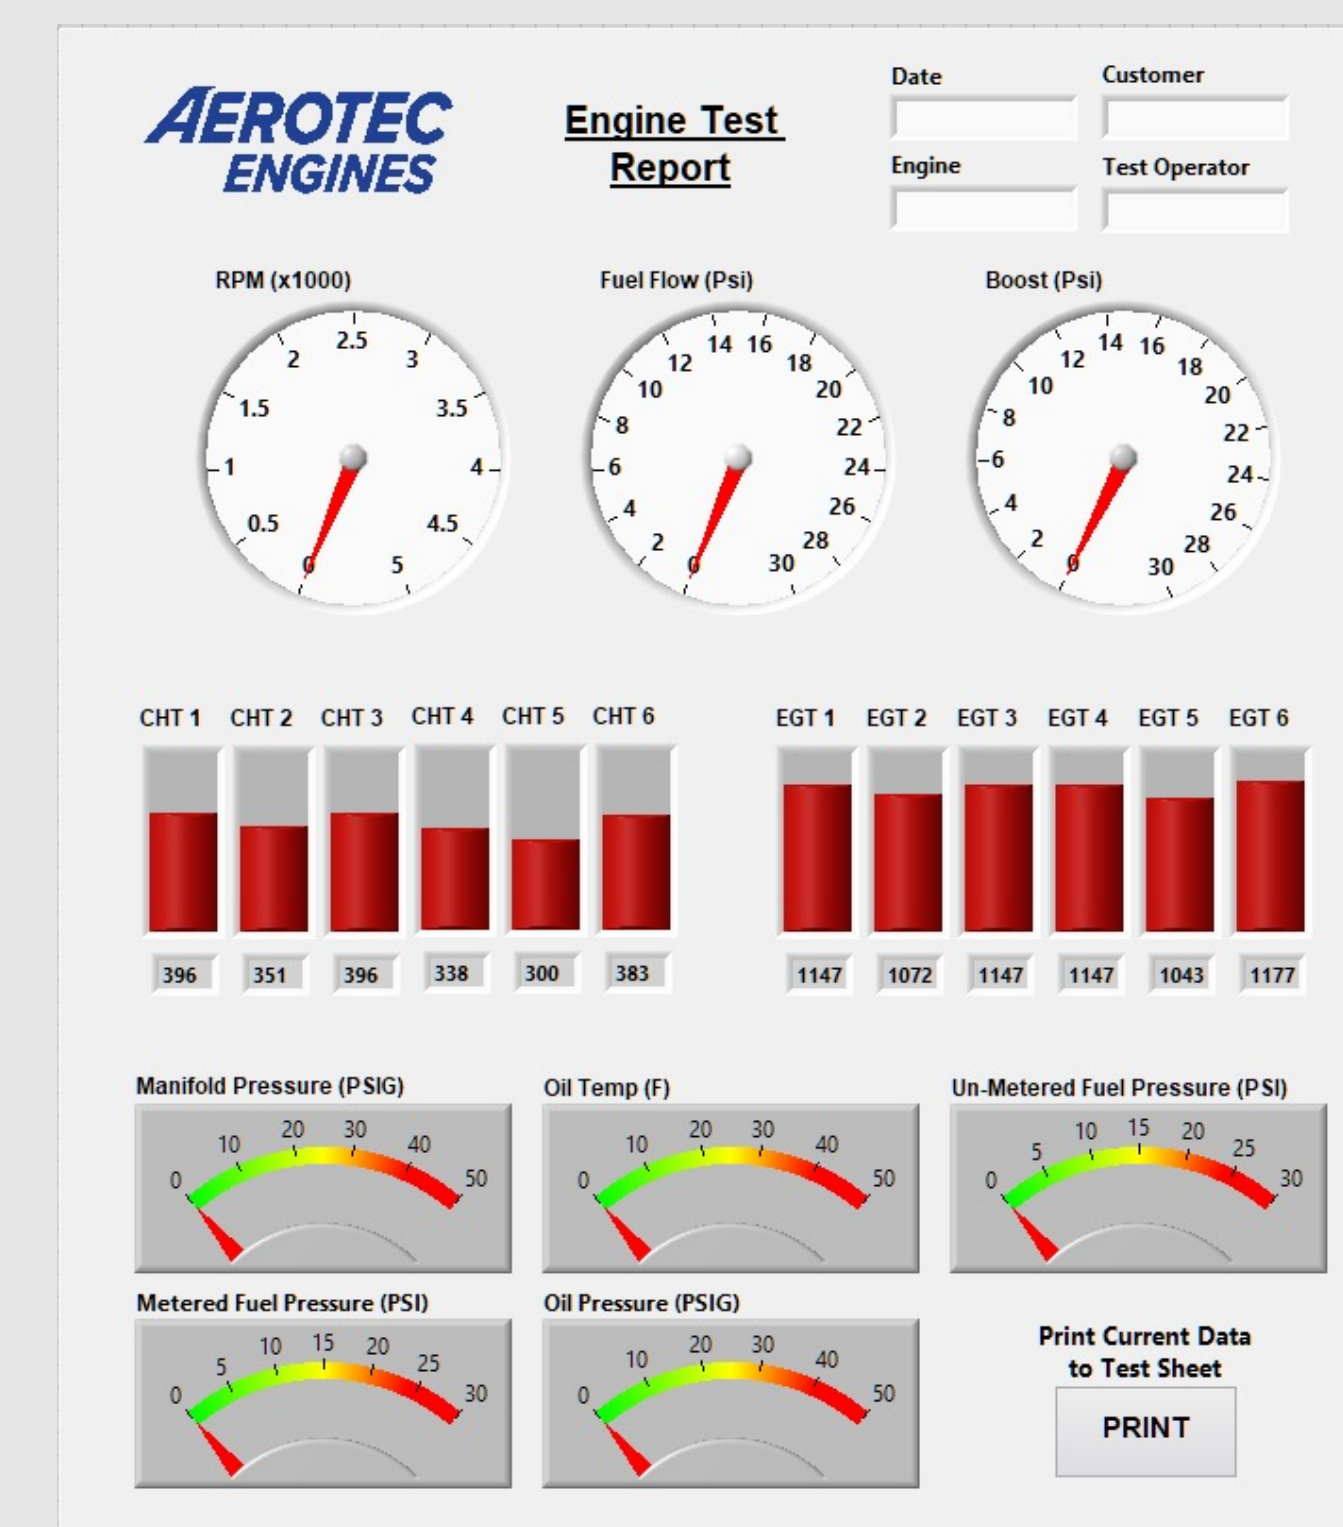 AEROTEC
ENGINES
Engine Test
Report
Date
Customer
Engine
Test Operator
RPM (x1000)
0 0.5 1 1.5 2 2.5 3 3.5 4 4.5 5
Fuel Flow (Psi)
0 2 4 6 8 10 12 14 16 18 20 22 24 26 28 30
Boost (Psi)
0 2 4 6 8 10 12 14 16 18 20 22 24 26 28 30
CHT 1 CHT 2 CHT 3 CHT 4 CHT 5 CHT 6
396 351 396 338 300 383
EGT 1 EGT 2 EGT 3 EGT 4 EGT 5 EGT 6
1147 1072 1147 1147 1043 1177
Manifold Pressure (PSIG)
0 10 20 30 40 50
Oil Temp (F)
0 10 20 30 40 50
Un-Metered Fuel Pressure (PSI)
0 5 10 15 20 25 30
Metered Fuel Pressure (PSI)
0 5 10 15 20 25 30
Oil Pressure (PSIG)
0 10 20 30 40 50
Print Current Data
to Test Sheet
PRINT